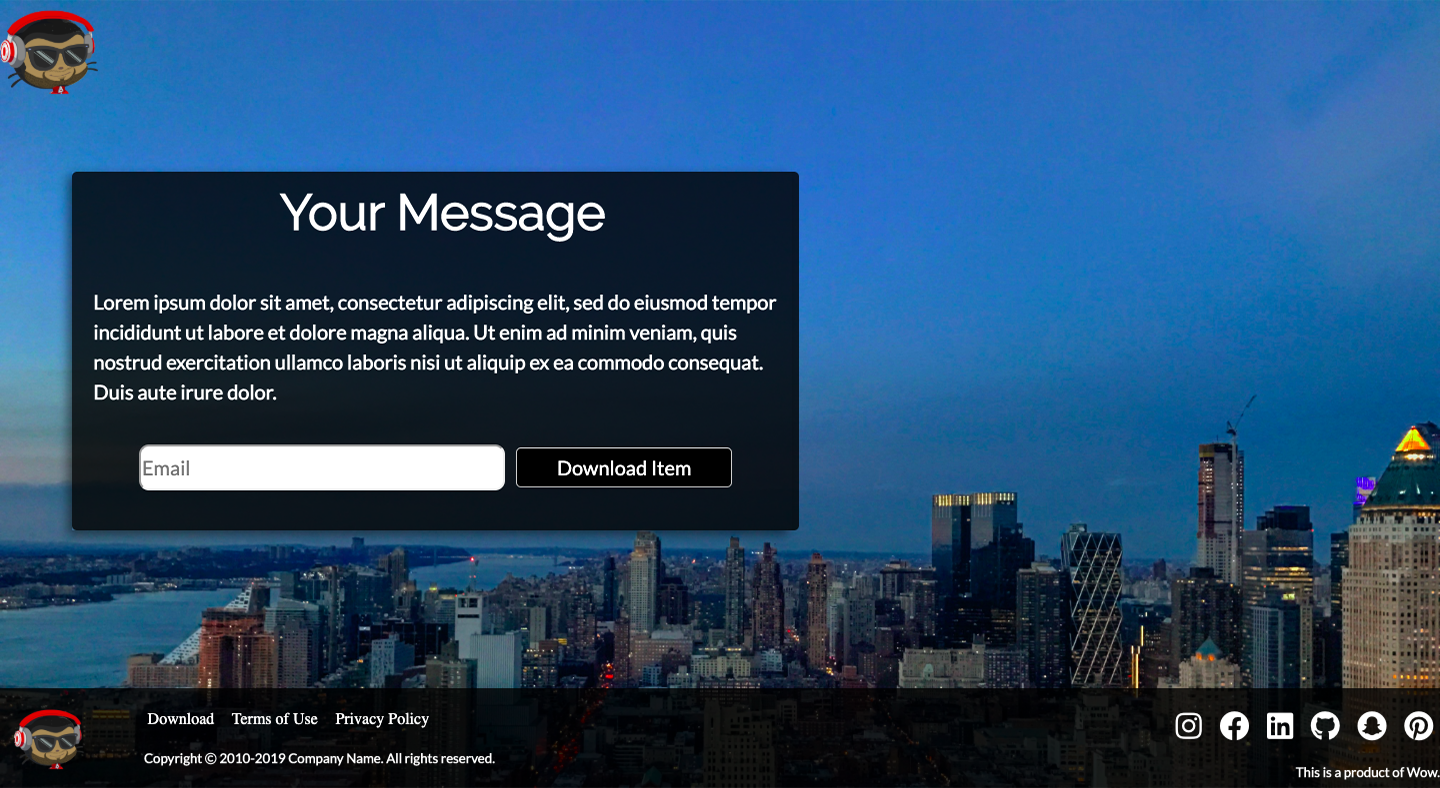 Your Message
Lorem ipsum dolor sit amet, consectetur adipiscing elit, sed do eiusmod tempor
incididunt ut labore et dolore magna aliqua. Ut enim ad minim veniam, quis
nostrud exercitation ullamco laboris nisi ut aliquip ex ea commodo consequat.
Duis aute irure dolor.
Email
Download Item
Download Terms of Use Privacy Policy
Copyright © 2010-2019 Company Name. All rights reserved.
This is a product of Wow.